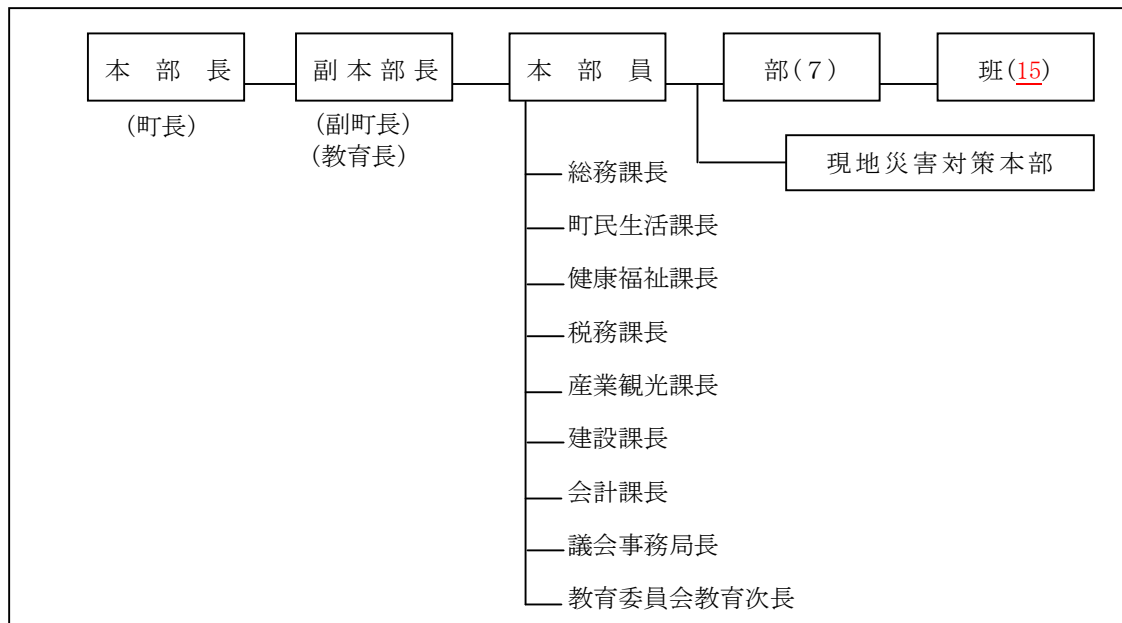 本部長
副本部長
本部員
部(7)
班(15)
(町長)
(副町長)
(教育長)
現地災害対策本部
総務課長
町民生活課長
健康福祉課長
税務課長
産業観光課長
建設課長
会計課長
議会事務局長
教育委員会教育次長